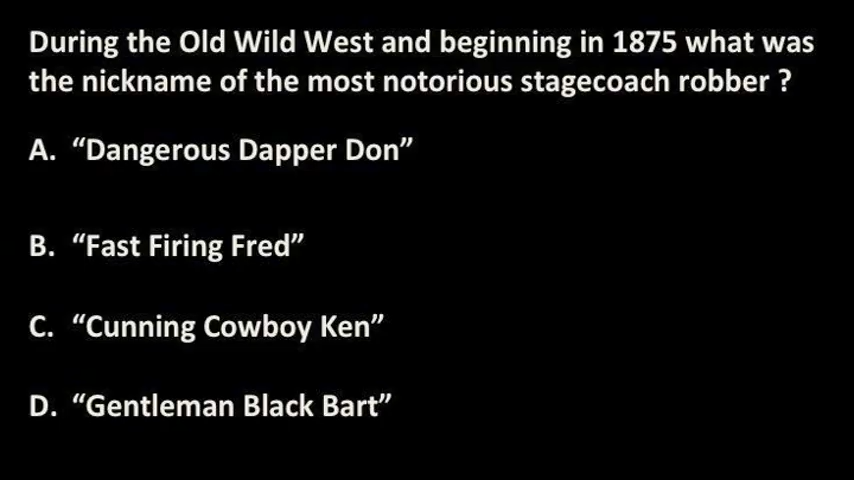 During the Old Wild West and beginning in 1875 what was
the nickname of the most notorious stagecoach robber ?
A. “Dangerous Dapper Don”
B. “Fast Firing Fred”
C. “Cunning Cowboy Ken”
D. “Gentleman Black Bart”